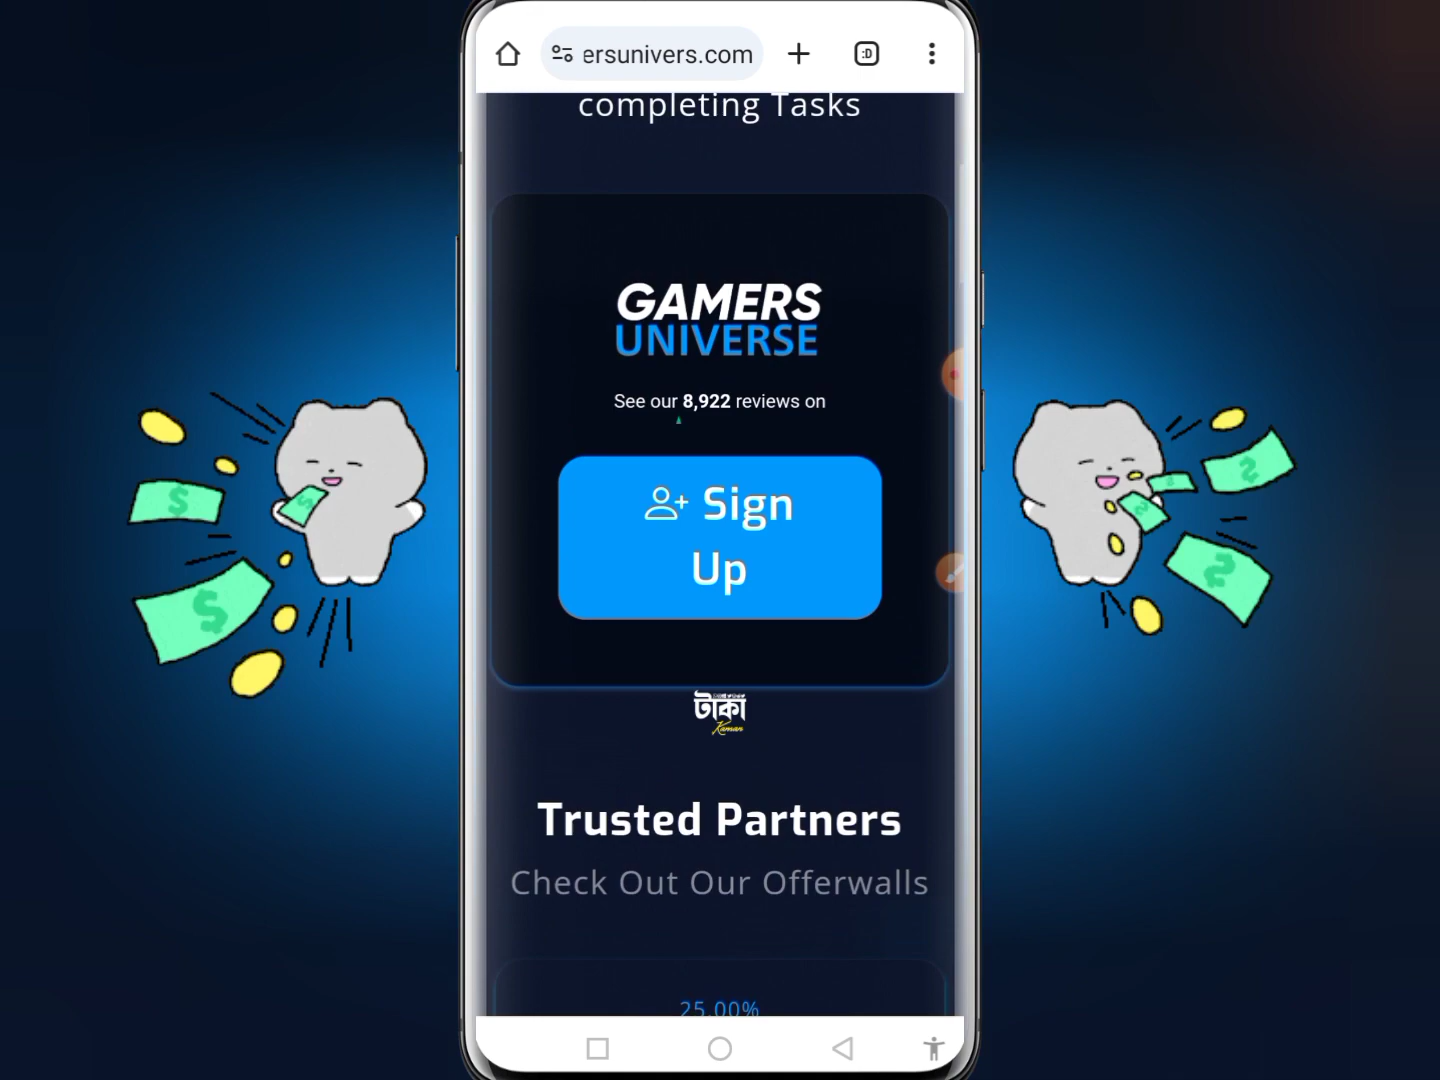 ersunivers.com
:D
completing Tasks
GAMERS
UNIVERSE
See our 8,922 reviews on
Sign
Up
টাকা
Kaman
Trusted Partners
Check Out Our Offerwalls
25.00%